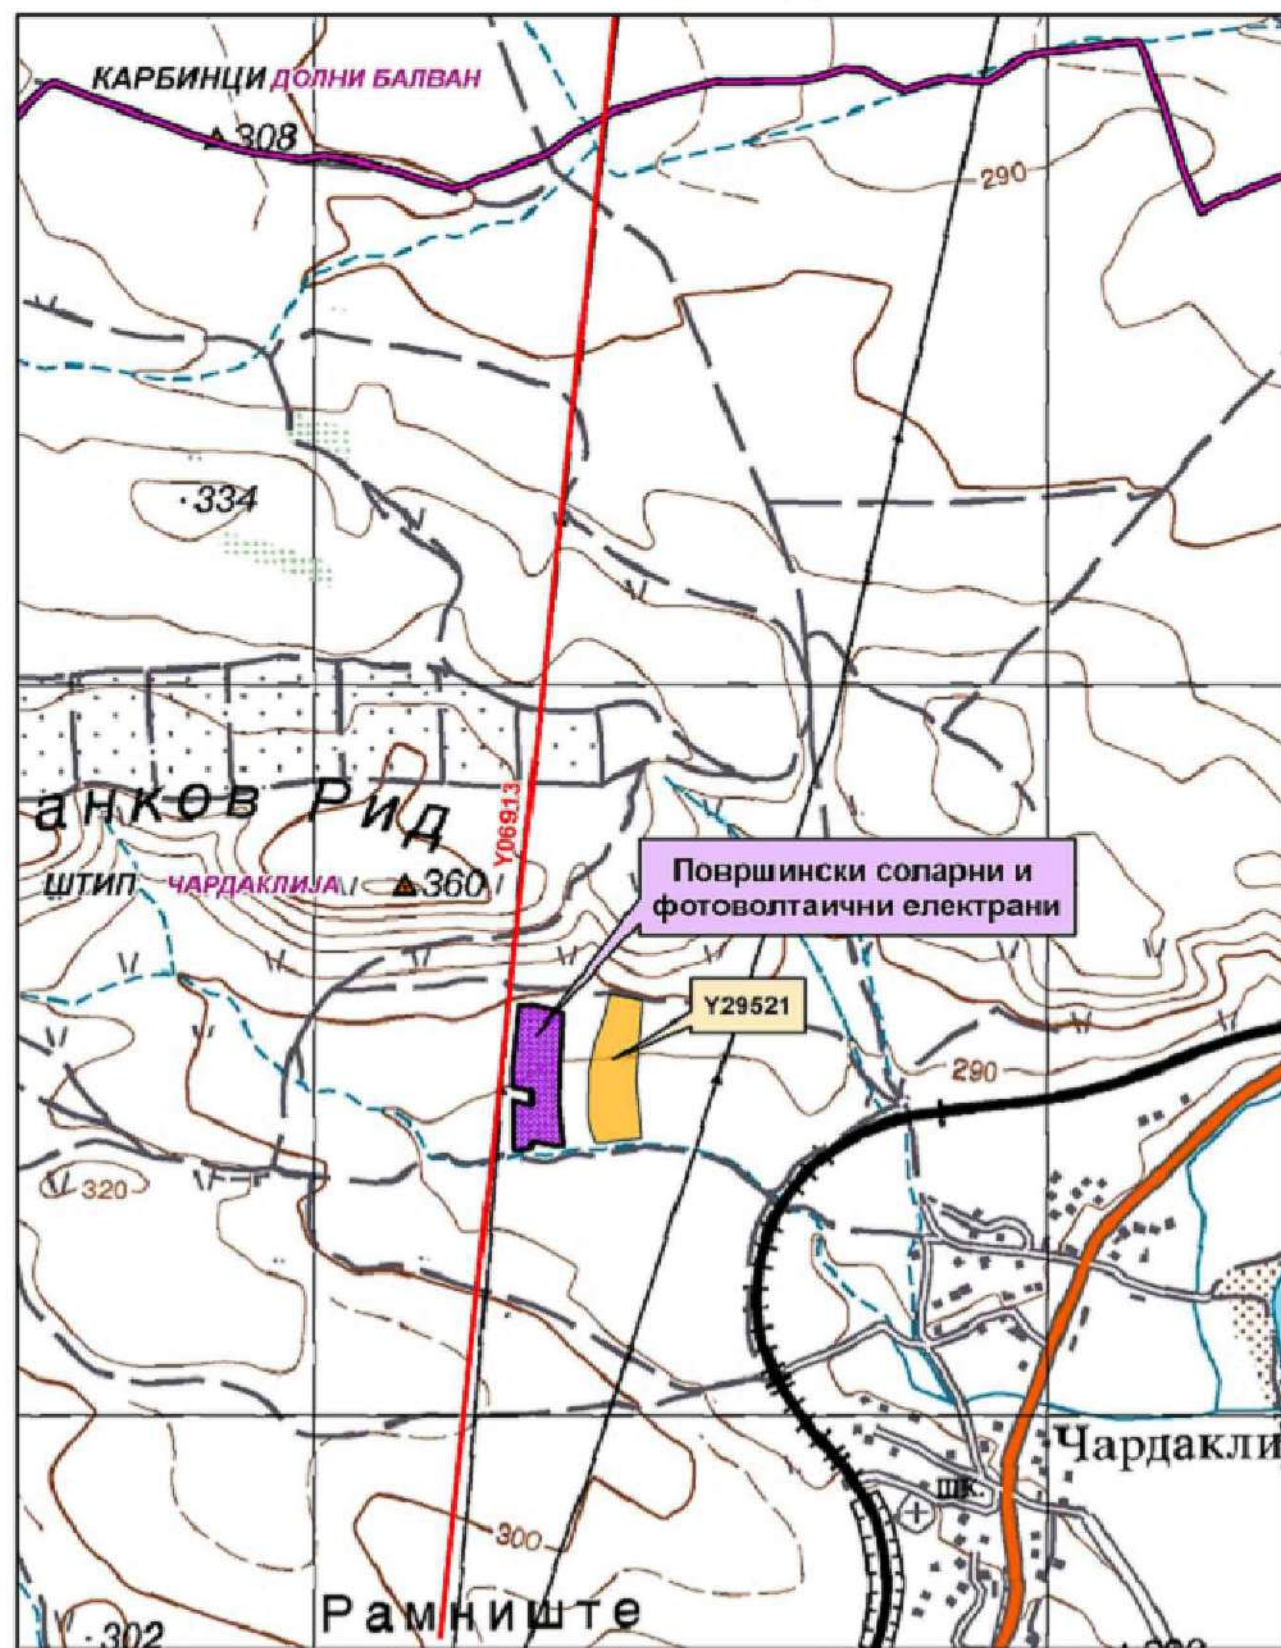 КАРБИНЦИ ДОЛНИ БАЛВАН
308
290
334
анков Рид
Y06913
ШТИП ЧАРДАКЛИЈА
360
Површински соларни и
фотоволтаични електрани
Y29521
290
320
Чардакли
шк.
300
Рамниште
302